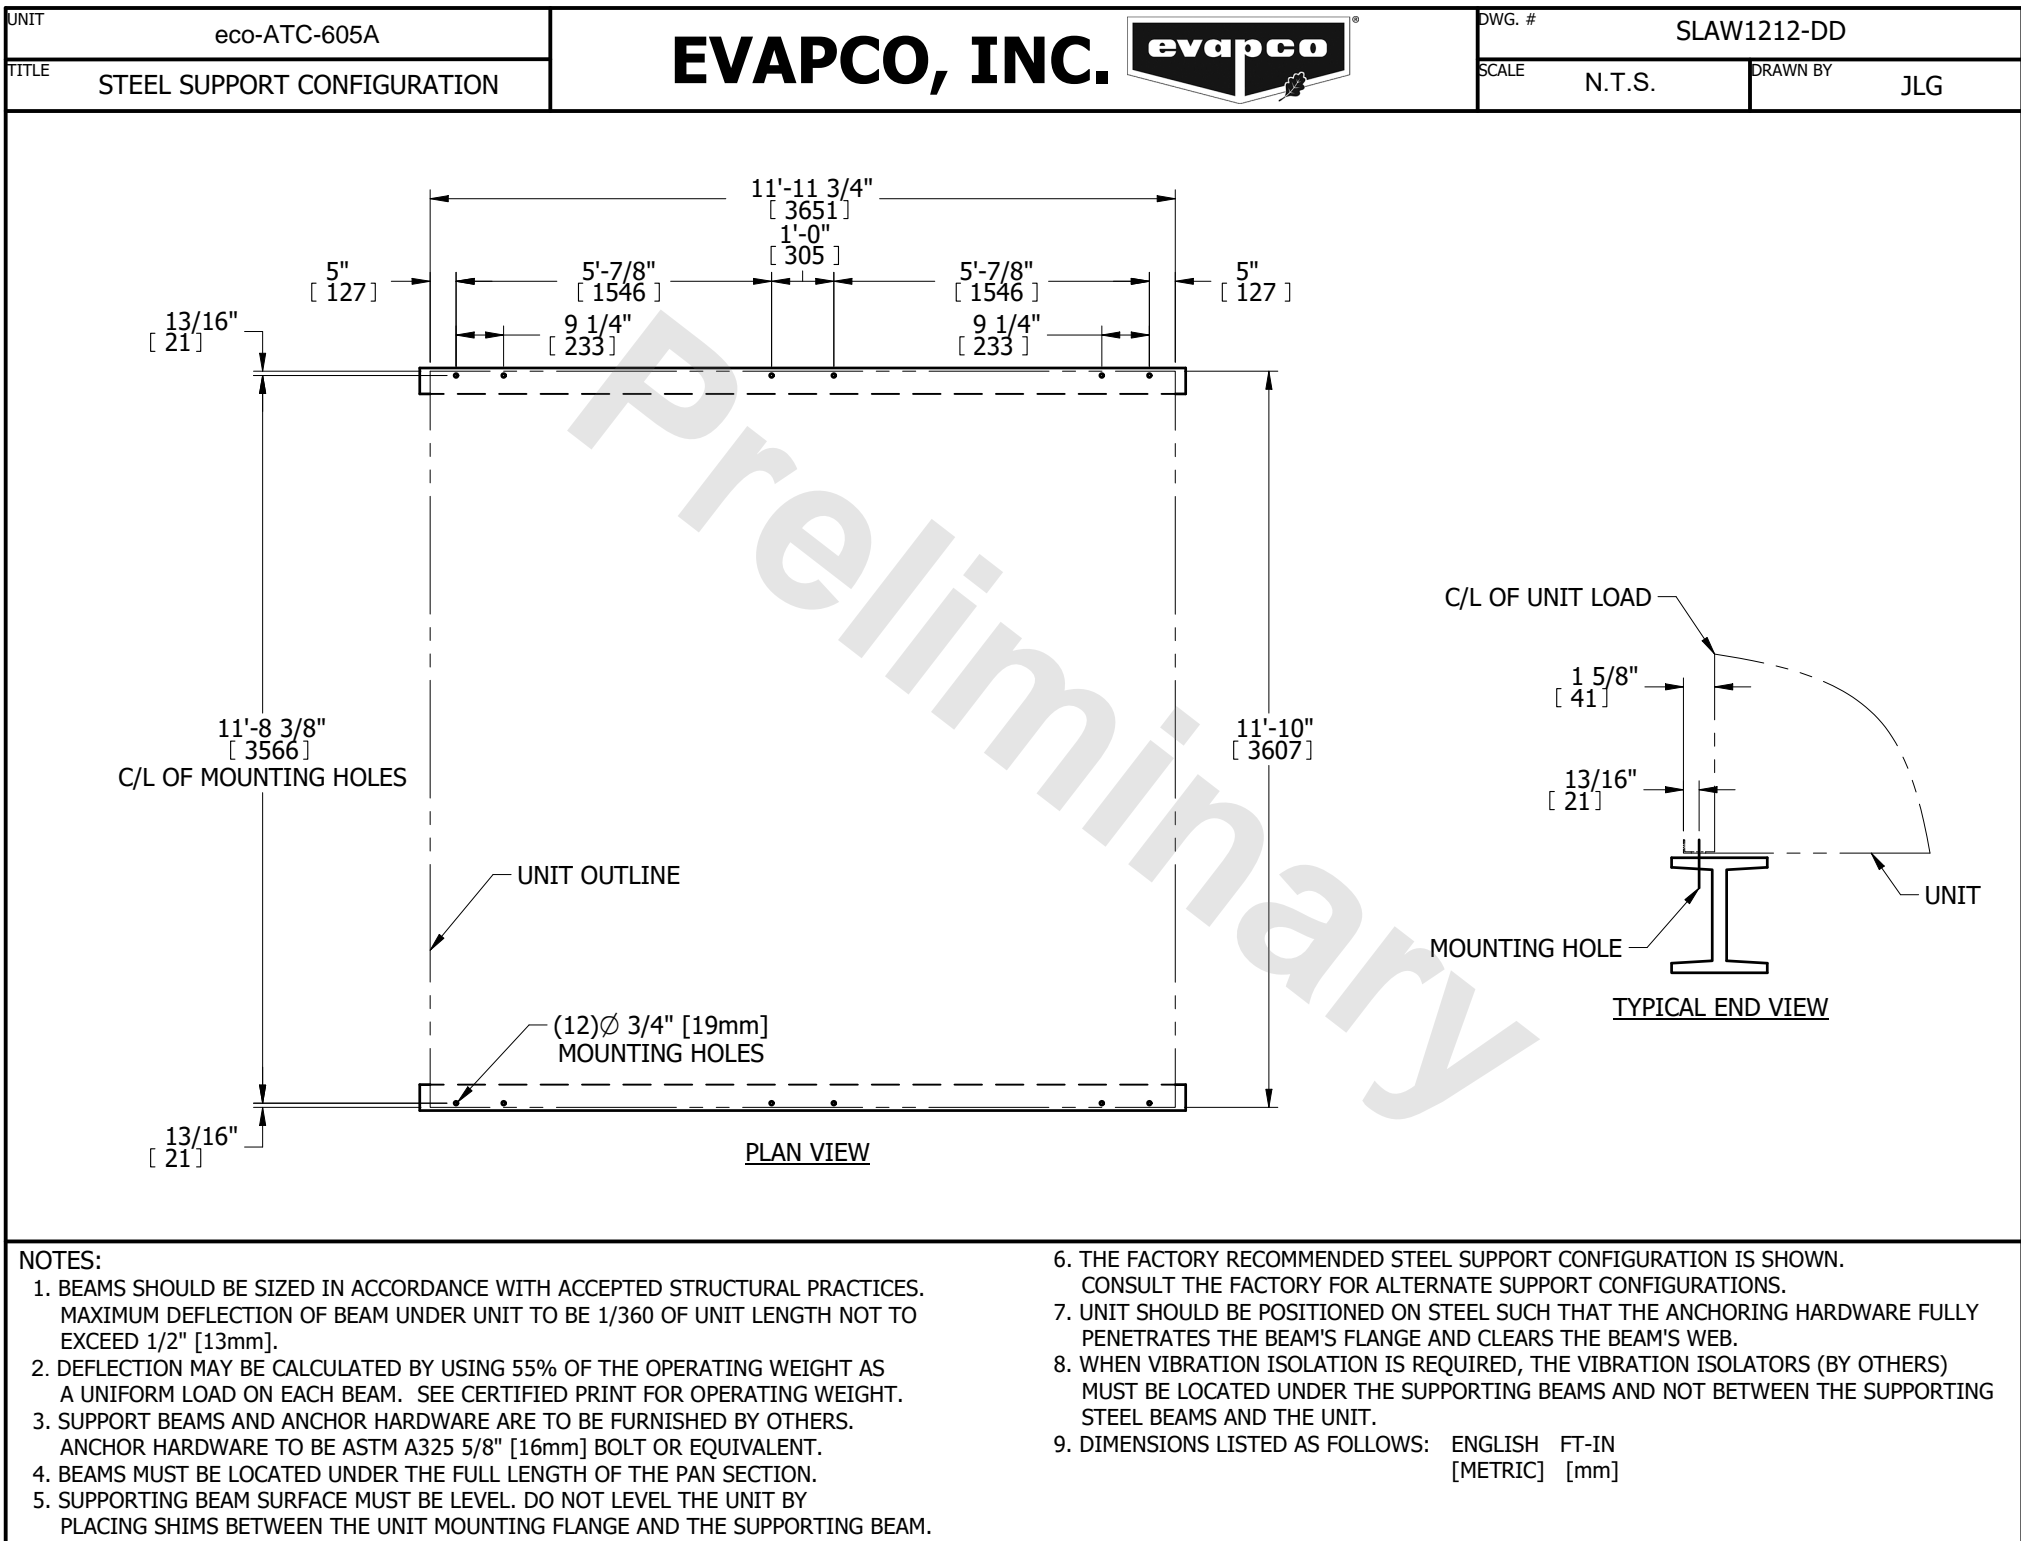 UNIT
eco-ATC-605A
TITLE
STEEL SUPPORT CONFIGURATION
EVAPCO, INC.
evapco
®
DWG. #
SLAW1212-DD
SCALE
N.T.S.
DRAWN BY
JLG
11'-11 3/4"
[ 3651]
1'-0"
[ 305 ]
5"
[ 127]
5'-7/8"
[ 1546 ]
5'-7/8"
[ 1546 ]
5"
[ 127 ]
13/16"
[ 21]
9 1/4"
[ 233]
9 1/4"
[ 233 ]
Preliminary
11'-8 3/8"
[ 3566]
C/L OF MOUNTING HOLES
11'-10"
[ 3607]
UNIT OUTLINE
(12)∅ 3/4" [19mm]
MOUNTING HOLES
13/16"
[ 21]
PLAN VIEW
C/L OF UNIT LOAD
1 5/8"
[ 41]
13/16"
[ 21]
UNIT
MOUNTING HOLE
TYPICAL END VIEW
NOTES:
1. BEAMS SHOULD BE SIZED IN ACCORDANCE WITH ACCEPTED STRUCTURAL PRACTICES.
MAXIMUM DEFLECTION OF BEAM UNDER UNIT TO BE 1/360 OF UNIT LENGTH NOT TO
EXCEED 1/2" [13mm].
2. DEFLECTION MAY BE CALCULATED BY USING 55% OF THE OPERATING WEIGHT AS
A UNIFORM LOAD ON EACH BEAM.  SEE CERTIFIED PRINT FOR OPERATING WEIGHT.
3. SUPPORT BEAMS AND ANCHOR HARDWARE ARE TO BE FURNISHED BY OTHERS.
ANCHOR HARDWARE TO BE ASTM A325 5/8" [16mm] BOLT OR EQUIVALENT.
4. BEAMS MUST BE LOCATED UNDER THE FULL LENGTH OF THE PAN SECTION.
5. SUPPORTING BEAM SURFACE MUST BE LEVEL. DO NOT LEVEL THE UNIT BY
PLACING SHIMS BETWEEN THE UNIT MOUNTING FLANGE AND THE SUPPORTING BEAM.
6. THE FACTORY RECOMMENDED STEEL SUPPORT CONFIGURATION IS SHOWN.
CONSULT THE FACTORY FOR ALTERNATE SUPPORT CONFIGURATIONS.
7. UNIT SHOULD BE POSITIONED ON STEEL SUCH THAT THE ANCHORING HARDWARE FULLY
PENETRATES THE BEAM'S FLANGE AND CLEARS THE BEAM'S WEB.
8. WHEN VIBRATION ISOLATION IS REQUIRED, THE VIBRATION ISOLATORS (BY OTHERS)
MUST BE LOCATED UNDER THE SUPPORTING BEAMS AND NOT BETWEEN THE SUPPORTING
STEEL BEAMS AND THE UNIT.
9. DIMENSIONS LISTED AS FOLLOWS:   ENGLISH   FT-IN
[METRIC]   [mm]